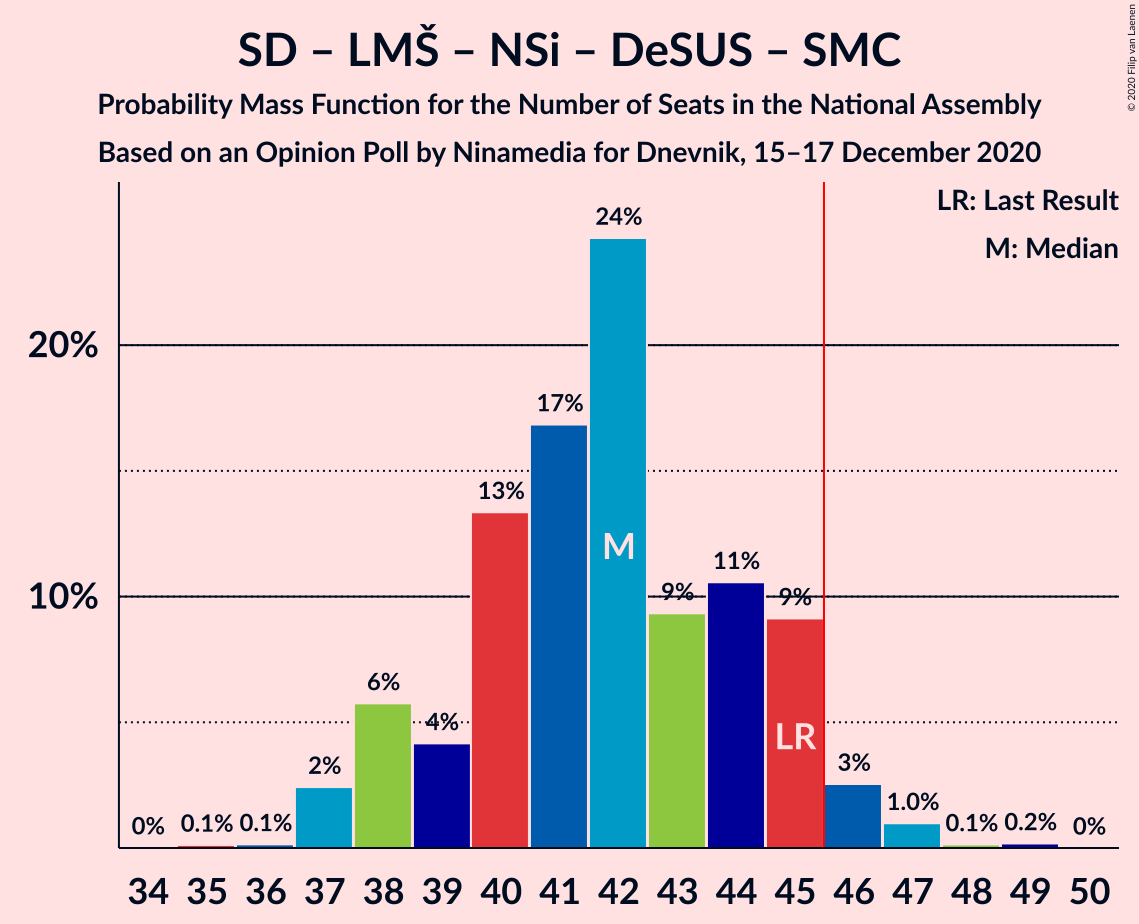 SD – LMŠ – NSi – DeSUS – SMC
Probability Mass Function for the Number of Seats in the National Assembly
Based on an Opinion Poll by Ninamedia for Dnevnik, 15–17 December 2020
© 2020 Filip van Laenen
LR: Last Result
M: Median
20%
10%
0% 0.1% 0.1% 2% 6% 4% 13% 17% 24% 9% 11% 9% 3% 1.0% 0.1% 0.2% 0%
M
LR
34 35 36 37 38 39 40 41 42 43 44 45 46 47 48 49 50